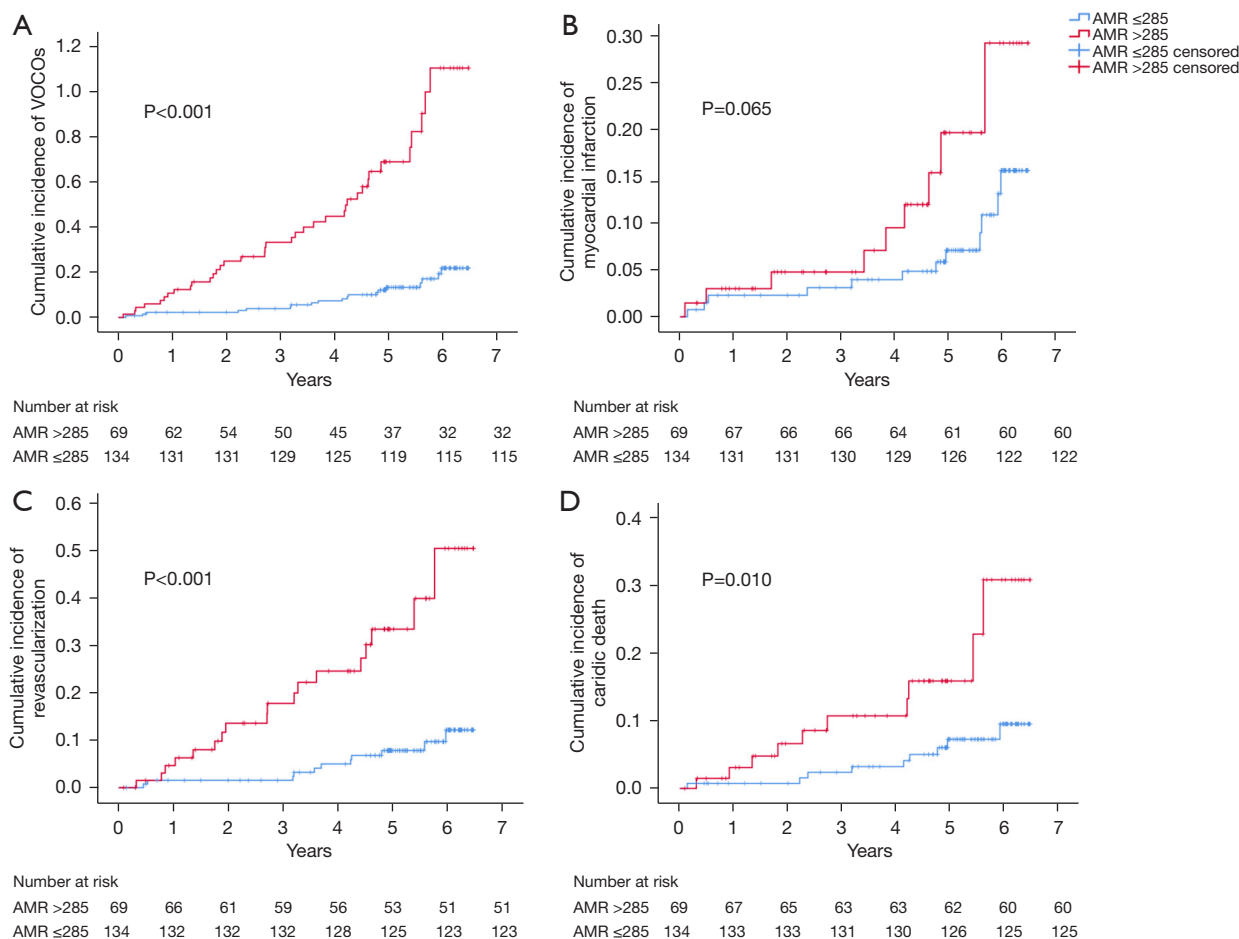 A
Cumulative incidence of VOCOs
1.2
1.0
0.8
0.6
0.4
0.2
0.0
P<0.001
0 1 2 3 4 5 6 7
Years
Number at risk
AMR >285 69 62 54 50 45 37 32 32
AMR ≤285 134 131 131 129 125 119 115 115
B
Cumulative incidence of
myocardial infarction
0.30
0.25
0.20
0.15
0.10
0.05
0.00
P=0.065
0 1 2 3 4 5 6 7
Years
AMR ≤285
AMR >285
AMR ≤285 censored
AMR >285 censored
Number at risk
AMR >285 69 67 66 66 64 61 60 60
AMR ≤285 134 131 131 130 129 126 122 122
C
Cumulative incidence of
revascularization
0.6
0.5
0.4
0.3
0.2
0.1
0.0
P<0.001
0 1 2 3 4 5 6 7
Years
Number at risk
AMR >285 69 66 61 59 56 53 51 51
AMR ≤285 134 132 132 132 128 125 123 123
D
Cumulative incidence of
caridic death
0.4
0.3
0.2
0.1
0.0
P=0.010
0 1 2 3 4 5 6 7
Years
Number at risk
AMR >285 69 67 65 63 63 62 60 60
AMR ≤285 134 133 133 131 130 126 125 125